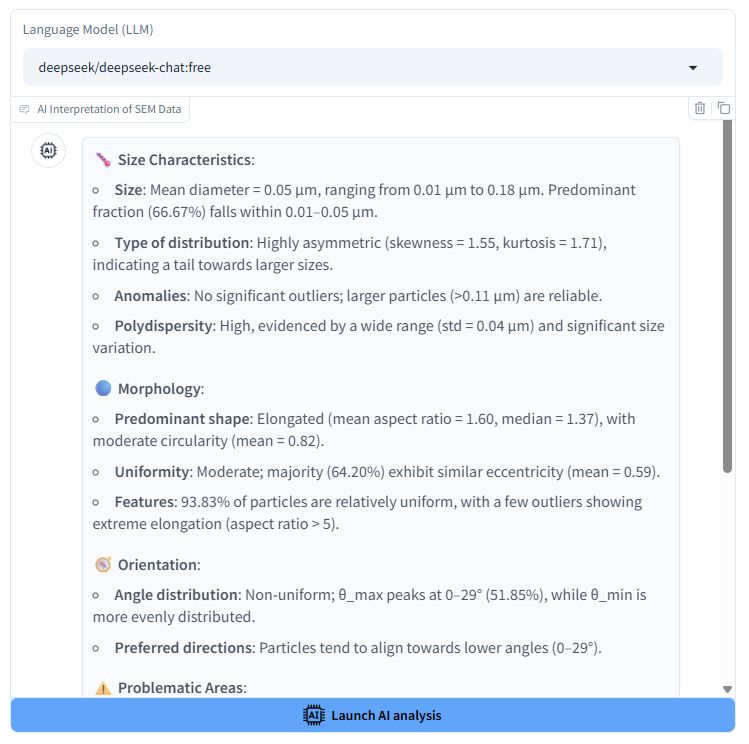 Language Model (LLM)
deepseek/deepseek-chat:free
AI Interpretation of SEM Data
AI
Size Characteristics:
Size: Mean diameter = 0.05 μm, ranging from 0.01 μm to 0.18 μm. Predominant
fraction (66.67%) falls within 0.01–0.05 μm.
Type of distribution: Highly asymmetric (skewness = 1.55, kurtosis = 1.71),
indicating a tail towards larger sizes.
Anomalies: No significant outliers; larger particles (>0.11 μm) are reliable.
Polydispersity: High, evidenced by a wide range (std = 0.04 μm) and significant size
variation.
Morphology:
Predominant shape: Elongated (mean aspect ratio = 1.60, median = 1.37), with
moderate circularity (mean = 0.82).
Uniformity: Moderate; majority (64.20%) exhibit similar eccentricity (mean = 0.59).
Features: 93.83% of particles are relatively uniform, with a few outliers showing
extreme elongation (aspect ratio > 5).
Orientation:
Angle distribution: Non-uniform; θ_max peaks at 0–29° (51.85%), while θ_min is
more evenly distributed.
Preferred directions: Particles tend to align towards lower angles (0–29°).
Problematic Areas:
AI Launch AI analysis